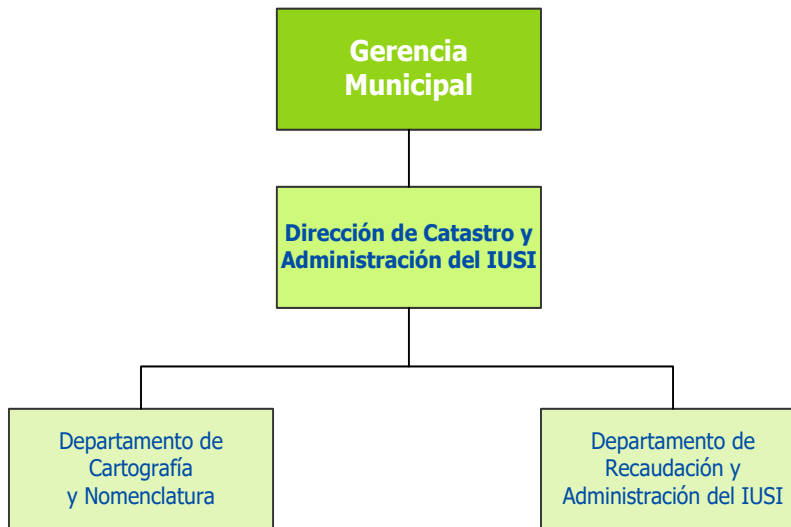 Gerencia
Municipal
Dirección de Catastro y
Administración del IUSI
Departamento de
Cartografía
y Nomenclatura
Departamento de
Recaudación y
Administración del IUSI